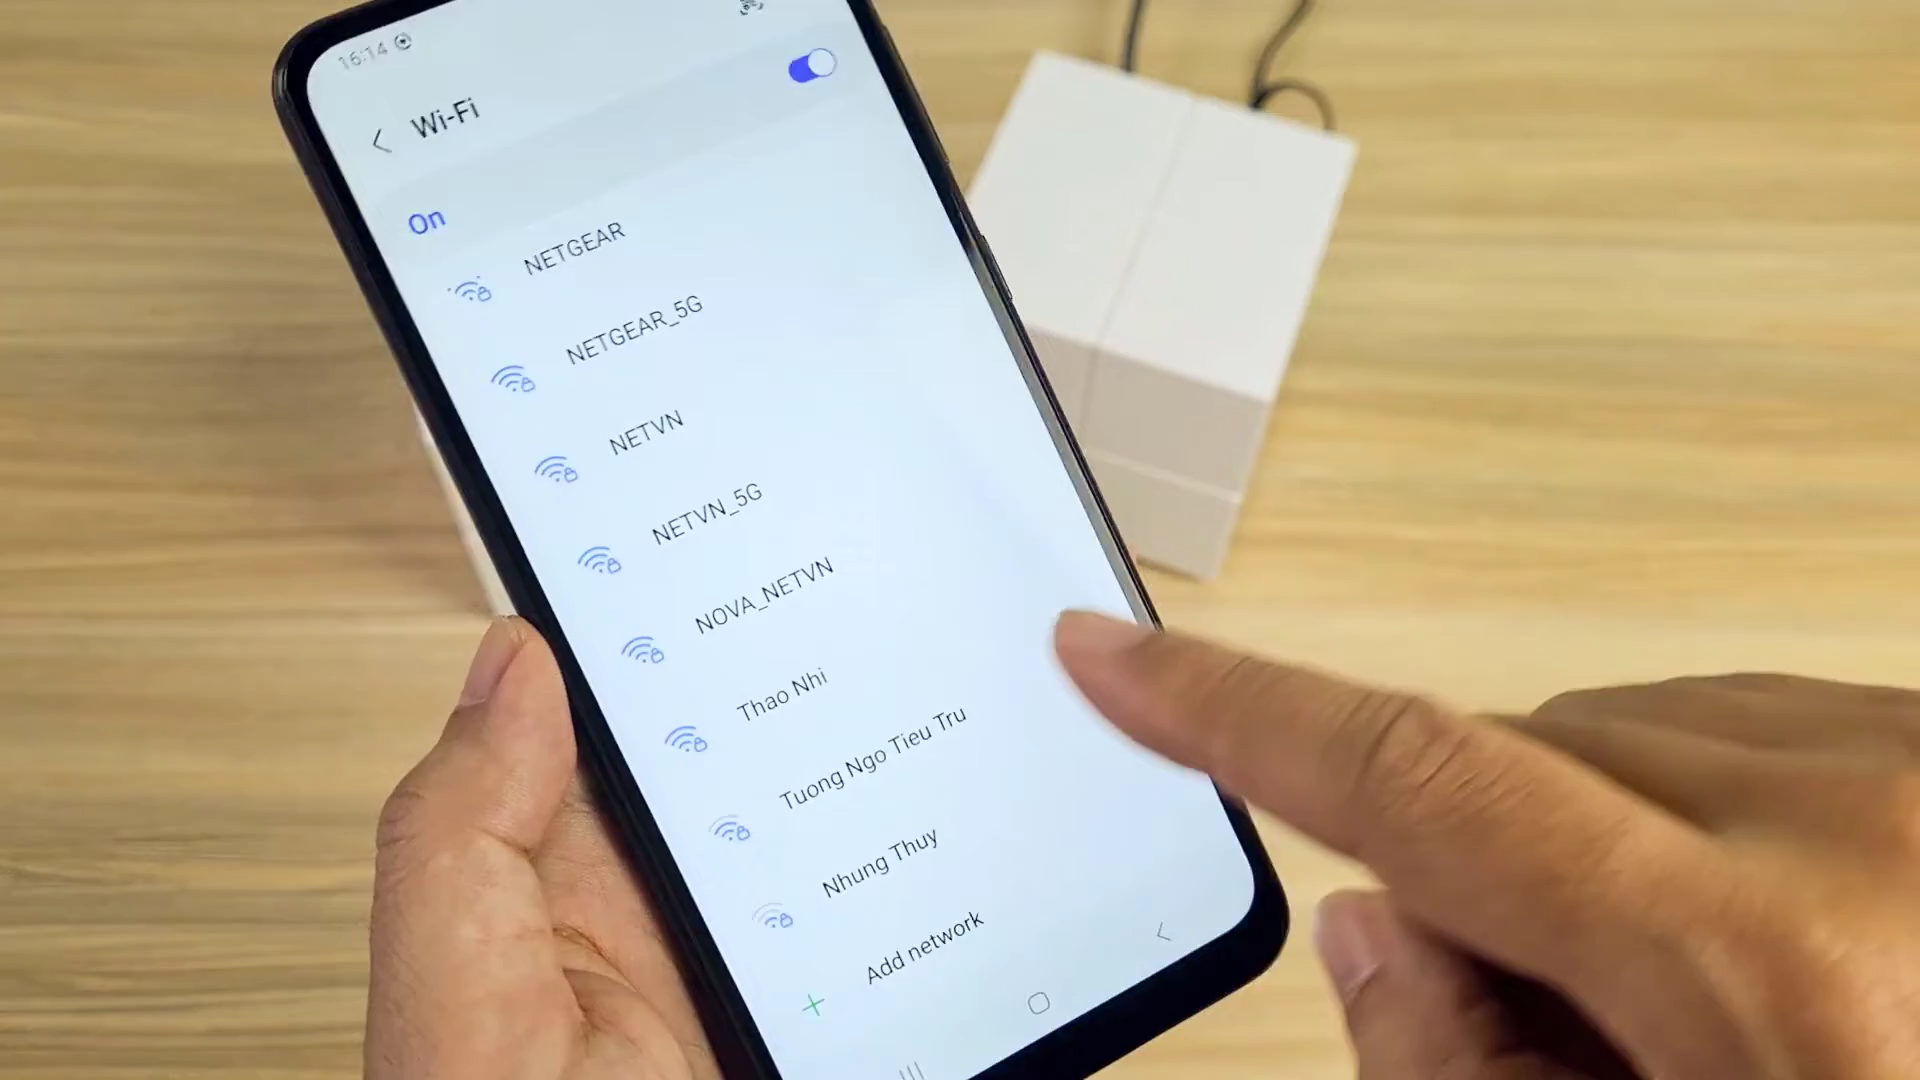 16:14
Wi-Fi
On
NETGEAR
NETGEAR_5G
NETVN
NETVN_5G
NOVA_NETVN
Thao Nhi
Tuong Ngo Tieu Tru
Nhung Thuy
Add network